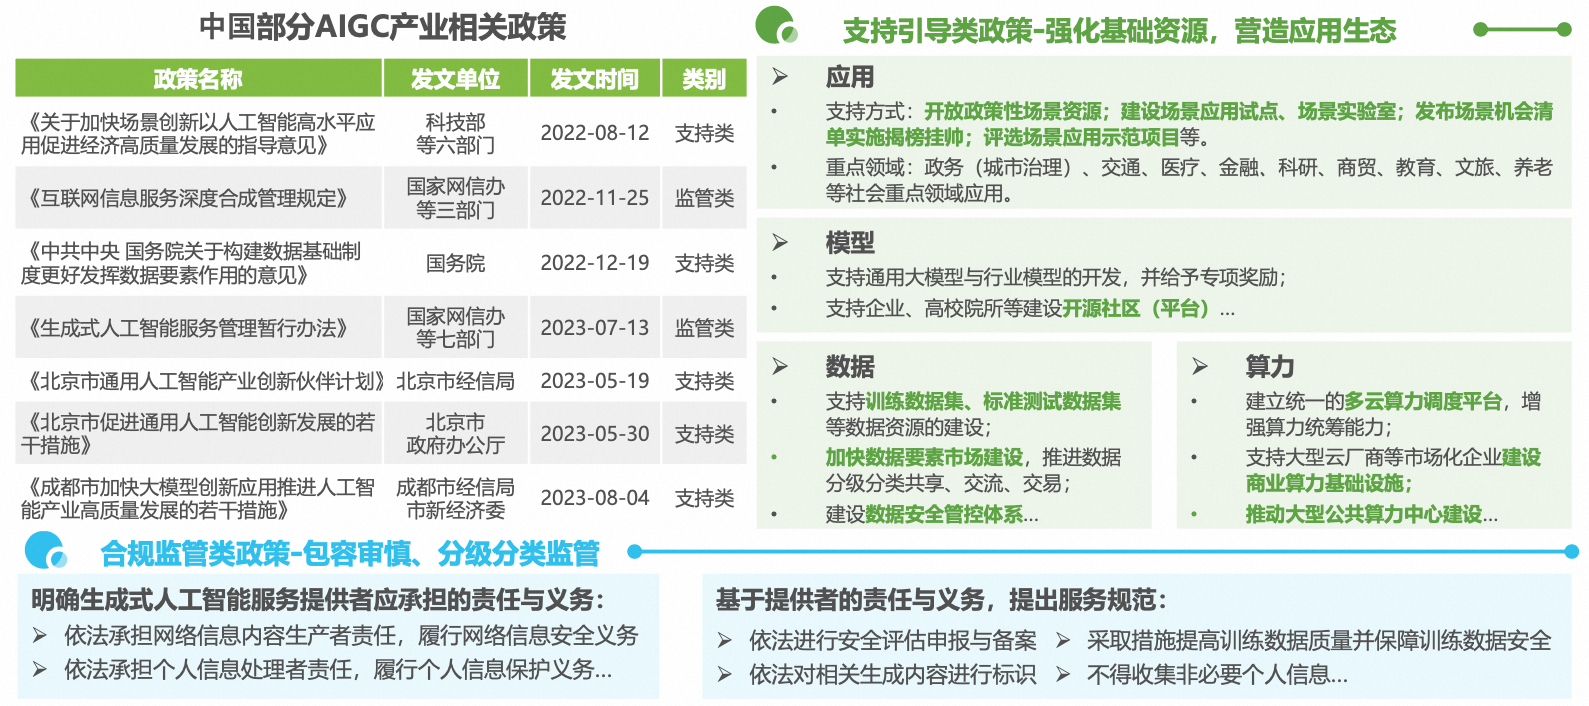 中国部分AIGC产业相关政策
政策名称 发文单位 发文时间 类别
《关于加快场景创新以人工智能高水平应
用促进经济高质量发展的指导意见》
科技部
等六部门
2022-08-12
支持类
《互联网信息服务深度合成管理规定》
国家网信办
等三部门
2022-11-25
监管类
《中共中央 国务院关于构建数据基础制
度更好发挥数据要素作用的意见》
国务院
2022-12-19
支持类
《生成式人工智能服务管理暂行办法》
国家网信办
等七部门
2023-07-13
监管类
《北京市通用人工智能产业创新伙伴计划》
北京市经信局
2023-05-19
支持类
《北京市促进通用人工智能创新发展的若
干措施》
北京市
政府办公厅
2023-05-30
支持类
《成都市加快大模型创新应用推进人工智
能产业高质量发展的若干措施》
成都市经信局
市新经济委
2023-08-04
支持类
支持引导类政策-强化基础资源，营造应用生态
➢ 应用
• 支持方式：开放政策性场景资源；建设场景应用试点、场景实验室；发布场景机会清
单实施揭榜挂帅；评选场景应用示范项目等。
• 重点领域：政务（城市治理）、交通、医疗、金融、科研、商贸、教育、文旅、养老
等社会重点领域应用。
➢ 模型
• 支持通用大模型与行业模型的开发，并给予专项奖励；
• 支持企业、高校院所等建设开源社区（平台）...
➢ 数据
• 支持训练数据集、标准测试数据集
等数据资源的建设；
• 加快数据要素市场建设，推进数据
分级分类共享、交流、交易；
• 建设数据安全管控体系...
➢ 算力
• 建立统一的多云算力调度平台，增
强算力统筹能力；
• 支持大型云厂商等市场化企业建设
商业算力基础设施；
• 推动大型公共算力中心建设...
合规监管类政策-包容审慎、分级分类监管
明确生成式人工智能服务提供者应承担的责任与义务：
➢ 依法承担网络信息内容生产者责任，履行网络信息安全义务
➢ 依法承担个人信息处理者责任，履行个人信息保护义务...
基于提供者的责任与义务，提出服务规范：
➢ 依法进行安全评估申报与备案 ➢ 采取措施提高训练数据质量并保障训练数据安全
➢ 依法对相关生成内容进行标识 ➢ 不得收集非必要个人信息...